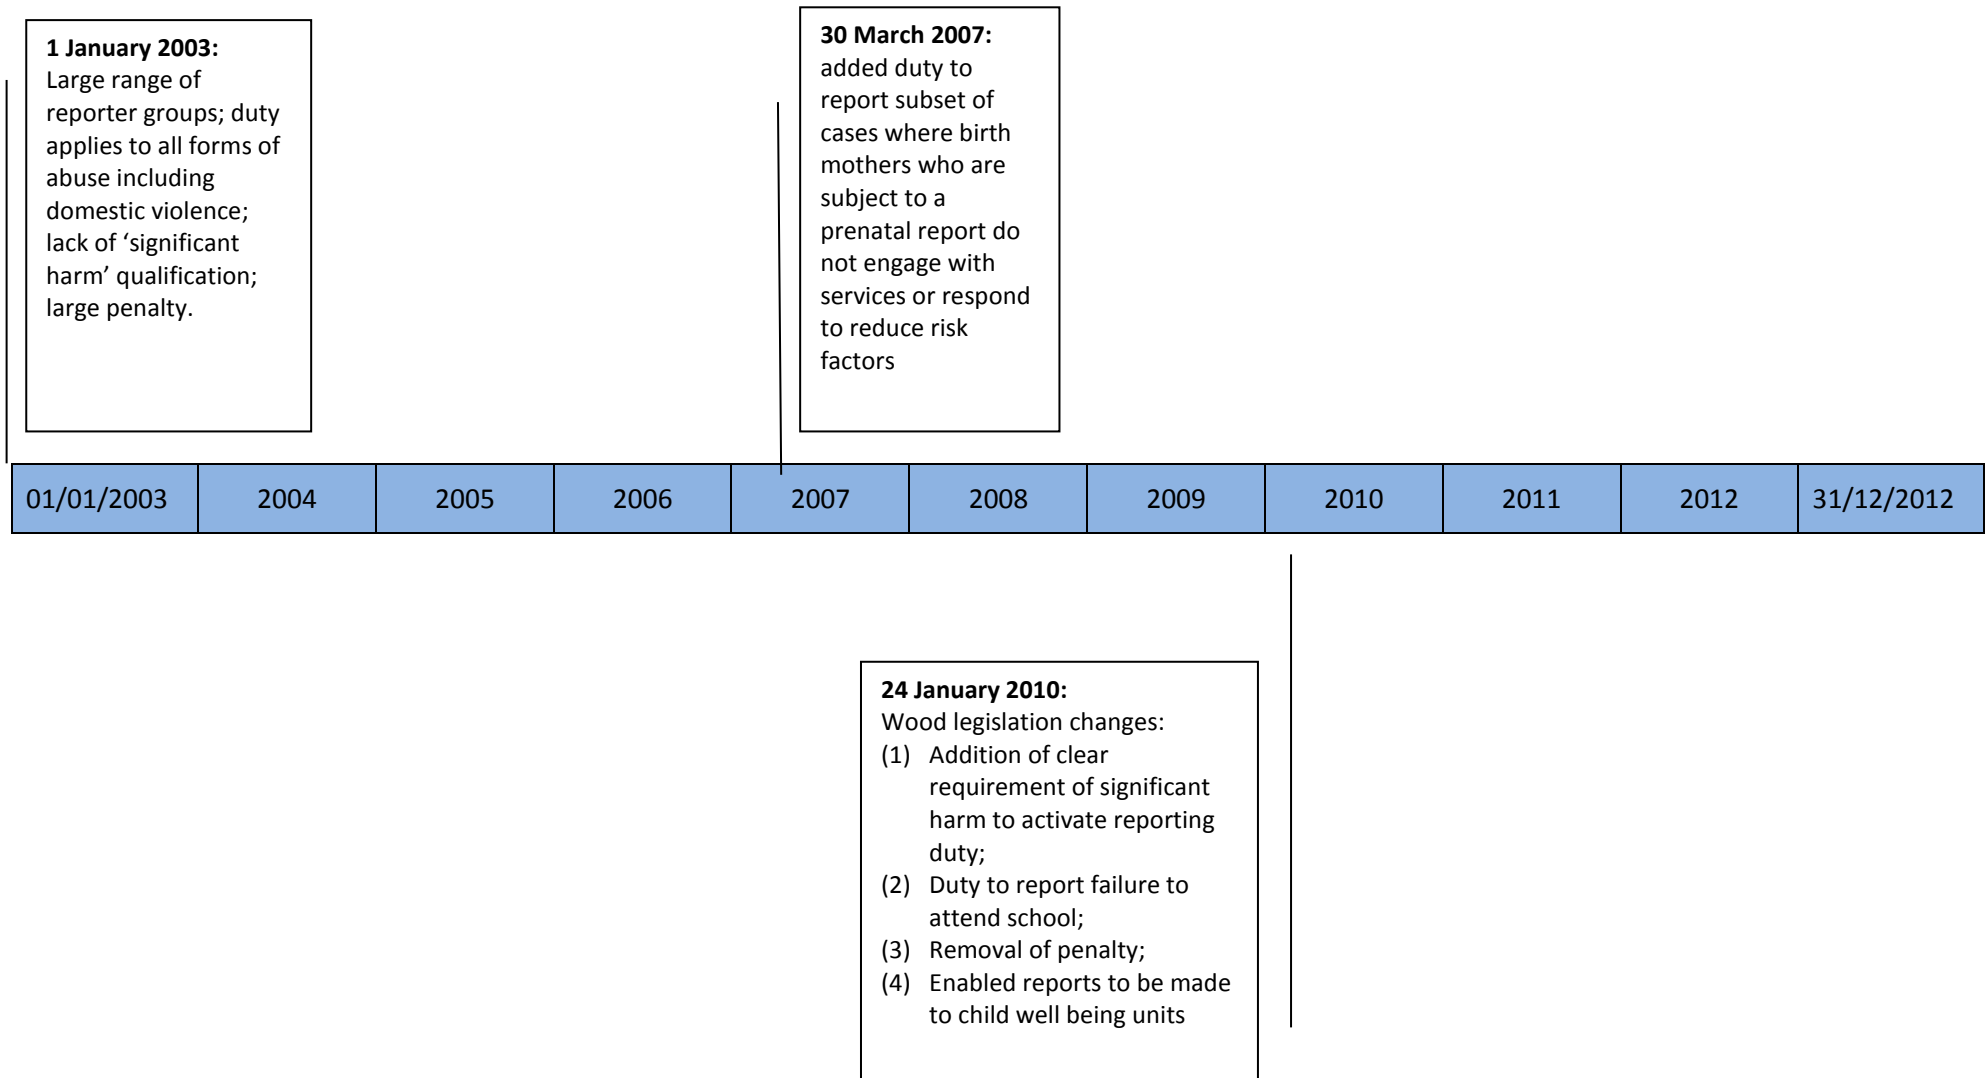 1 January 2003:
Large range of
reporter groups; duty
applies to all forms of
abuse including
domestic violence;
lack of ‘significant
harm’ qualification;
large penalty.
30 March 2007:
added duty to
report subset of
cases where birth
mothers who are
subject to a
prenatal report do
not engage with
services or respond
to reduce risk
factors
01/01/2003 2004 2005 2006 2007 2008 2009 2010 2011 2012 31/12/2012
24 January 2010:
Wood legislation changes:
(1) Addition of clear
requirement of significant
harm to activate reporting
duty;
(2) Duty to report failure to
attend school;
(3) Removal of penalty;
(4) Enabled reports to be made
to child well being units